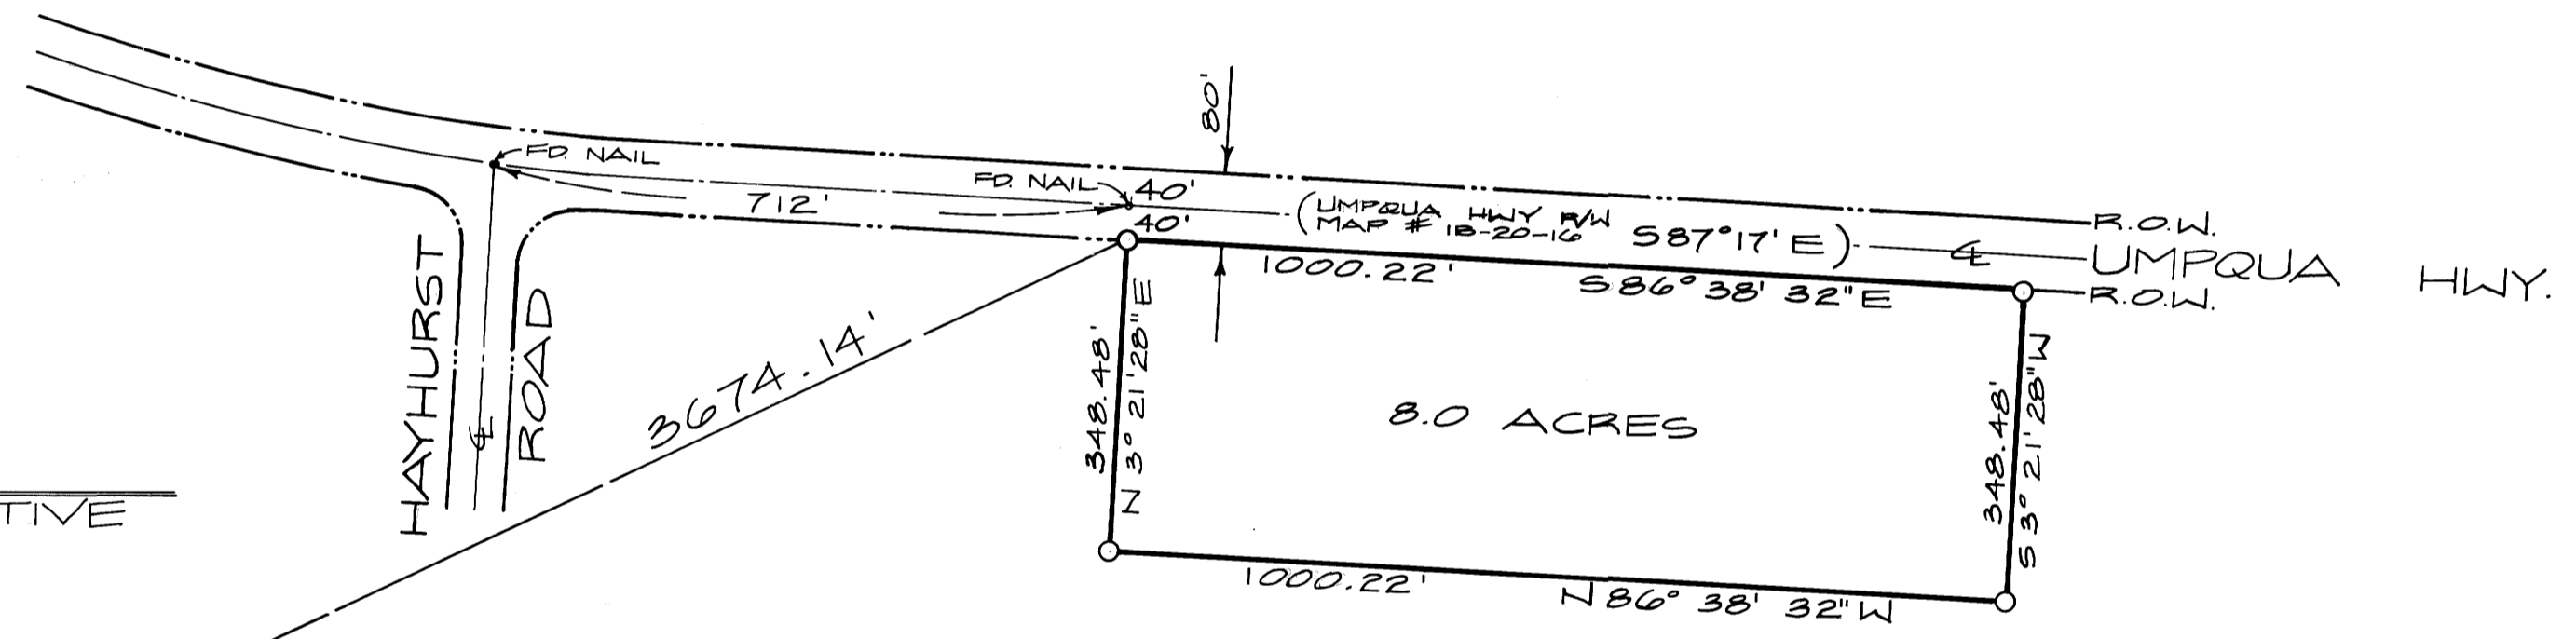 80'
FD. NAIL
FD. NAIL
40'
712'
40'
(UMPQUA HWY R/W
MAP # 1B-20-16
S87°17'E)
℄
R.O.W.
UMPQUA HWY.
R.O.W.
1000.22'
S86° 38' 32"E
HAYHURST
ROAD
℄
3674.14'
348.48'
N 3° 21' 28" E
8.0 ACRES
348.48'
S 3° 21' 28" W
TIVE
1000.22'
N 86° 38' 32" W